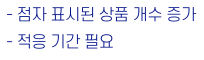 - 점자 표시된 상품 개수 증가
- 적응 기간 필요